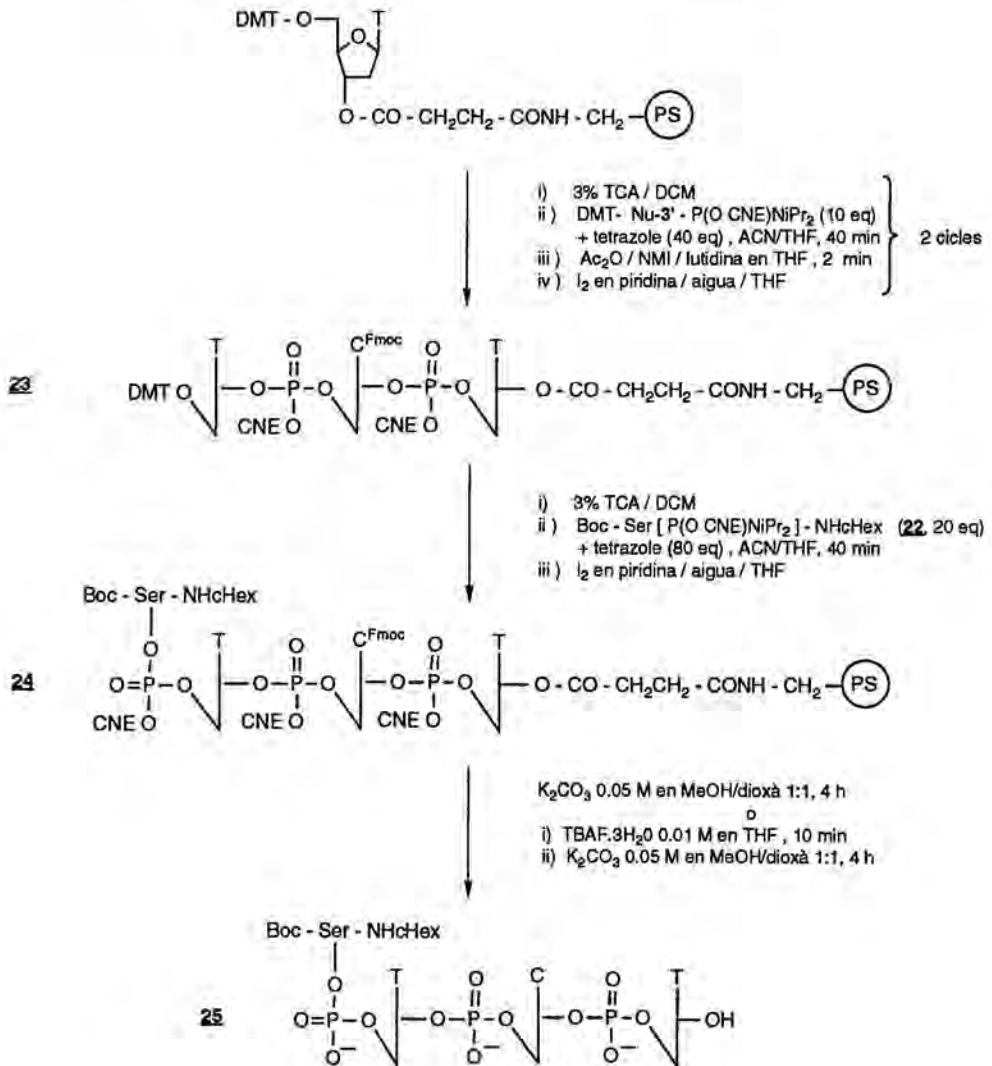 DMT - O
T
O
O - CO - CH2CH2 - CONH - CH2 - PS
i) 3% TCA / DCM
ii ) DMT- Nu-3' - P(O CNE)NiPr2 (10 eq)
+ tetrazole (40 eq) , ACN/THF, 40 min
iii ) Ac2O / NMI / lutidina en THF , 2 min
iv ) I2 en piridina / aigua / THF
2 cicles
23
T O C^Fmoc O T
DMT O - O - P - O - O - P - O - O - CO - CH2CH2 - CONH - CH2 - PS
CNE O CNE O
i) 3% TCA / DCM
ii ) Boc - Ser [ P(O CNE)NiPr2 ] - NHcHex (22, 20 eq)
+ tetrazole (80 eq) , ACN/THF, 40 min
iii ) I2 en piridina / aigua / THF
Boc - Ser - NHcHex
24
O T O C^Fmoc O T
O=P - O - O - P - O - O - P - O - O - CO - CH2CH2 - CONH - CH2 - PS
CNE O CNE O CNE O
K2CO3 0.05 M en MeOH/dioxà 1:1, 4 h
o
i) TBAF.3H2O 0.01 M en THF , 10 min
ii) K2CO3 0.05 M en MeOH/dioxà 1:1, 4 h
Boc - Ser - NHcHex
25
O T O C O T
O=P - O - O - P - O - O - P - O - OH
O- O- O-